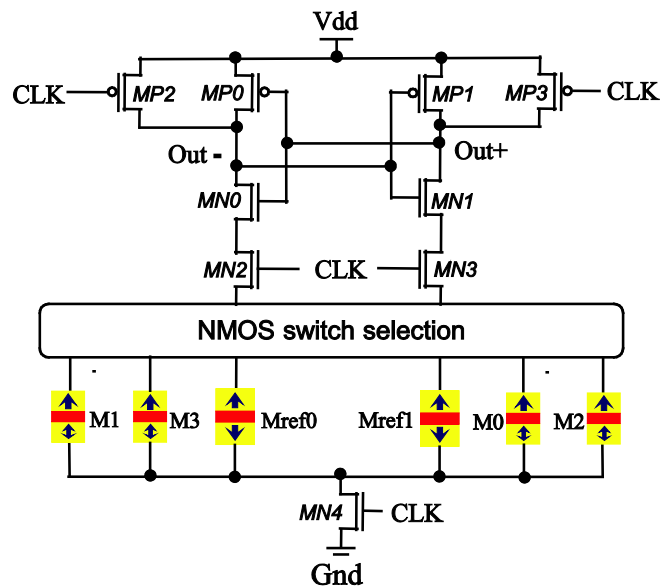 Vdd
CLK MP2 MP0 MP1 MP3 CLK
Out - Out+
MN0 MN1
MN2 CLK MN3
NMOS switch selection
M1 M3 Mref0 Mref1 M0 M2
MN4 CLK
Gnd